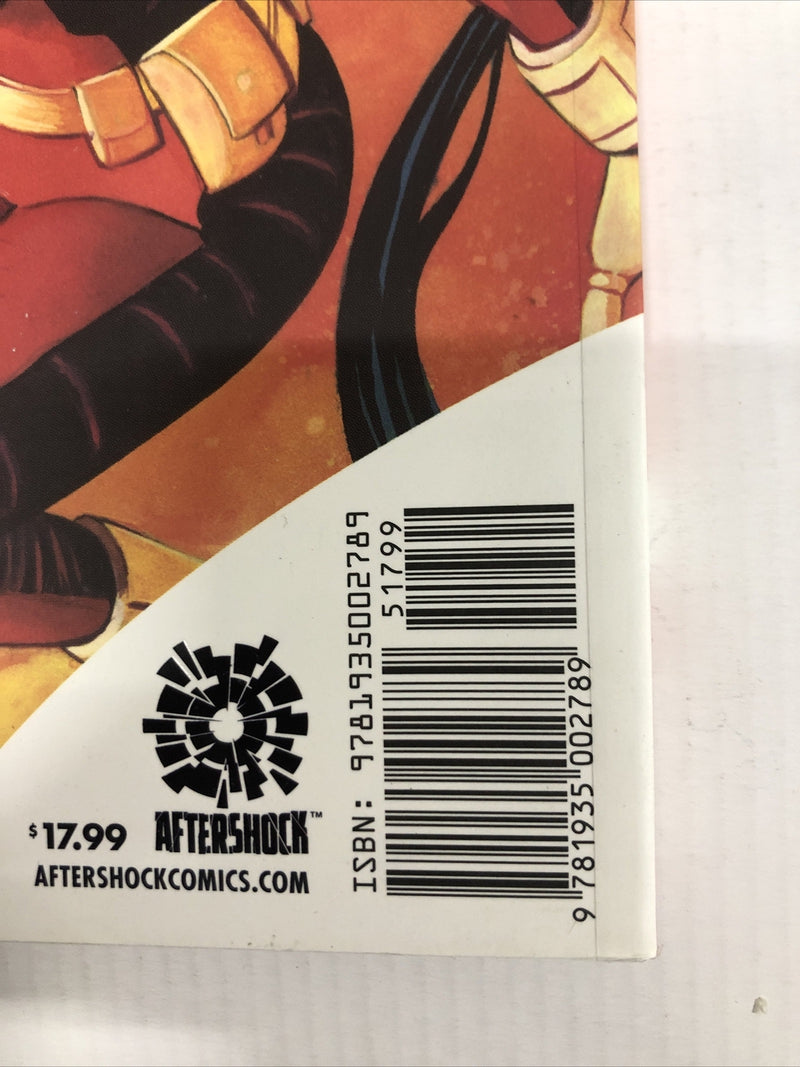 $17.99
AFTERSHOCK™
AFTERSHOCKCOMICS.COM
ISBN: 9781935002789
51799
9 781935 002789